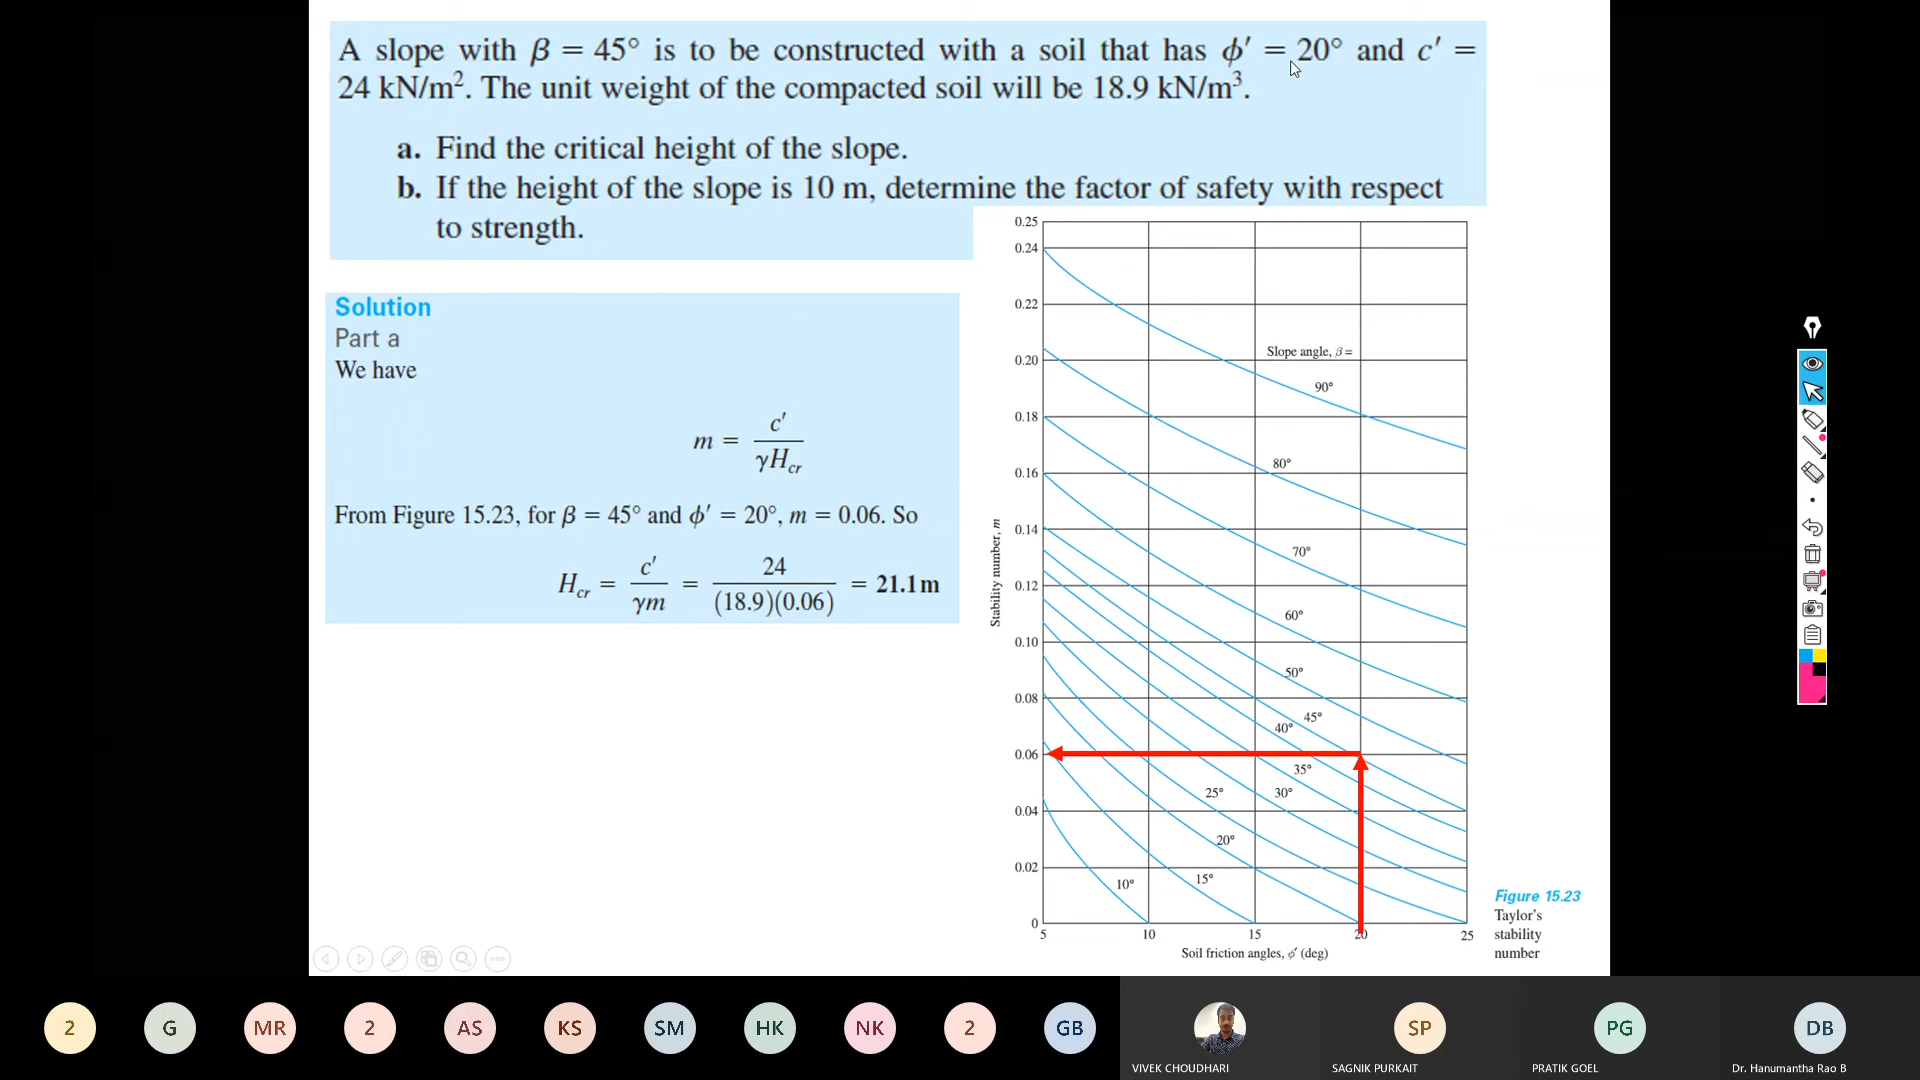 A slope with β = 45° is to be constructed with a soil that has ϕ′ = 20° and c′ =
24 kN/m². The unit weight of the compacted soil will be 18.9 kN/m³.
a. Find the critical height of the slope.
b. If the height of the slope is 10 m, determine the factor of safety with respect
to strength.
Solution
Part a
We have
m = c′ / γH_cr
From Figure 15.23, for β = 45° and ϕ′ = 20°, m = 0.06. So
H_cr = c′ / γm = 24 / (18.9)(0.06) = 21.1 m
0.25
0.24
0.22
0.20
0.18
0.16
0.14
0.12
0.10
0.08
0.06
0.04
0.02
0
Stability number, m
Slope angle, β =
90°
80°
70°
60°
50°
45°
40°
35°
30°
25°
20°
15°
10°
5 10 15 20 25
Soil friction angles, ϕ′ (deg)
Figure 15.23
Taylor's
stability
number
2 G MR 2 AS KS SM HK NK 2 GB SP PG DB
VIVEK CHOUDHARI SAGNIK PURKAIT PRATIK GOEL Dr. Hanumantha Rao B